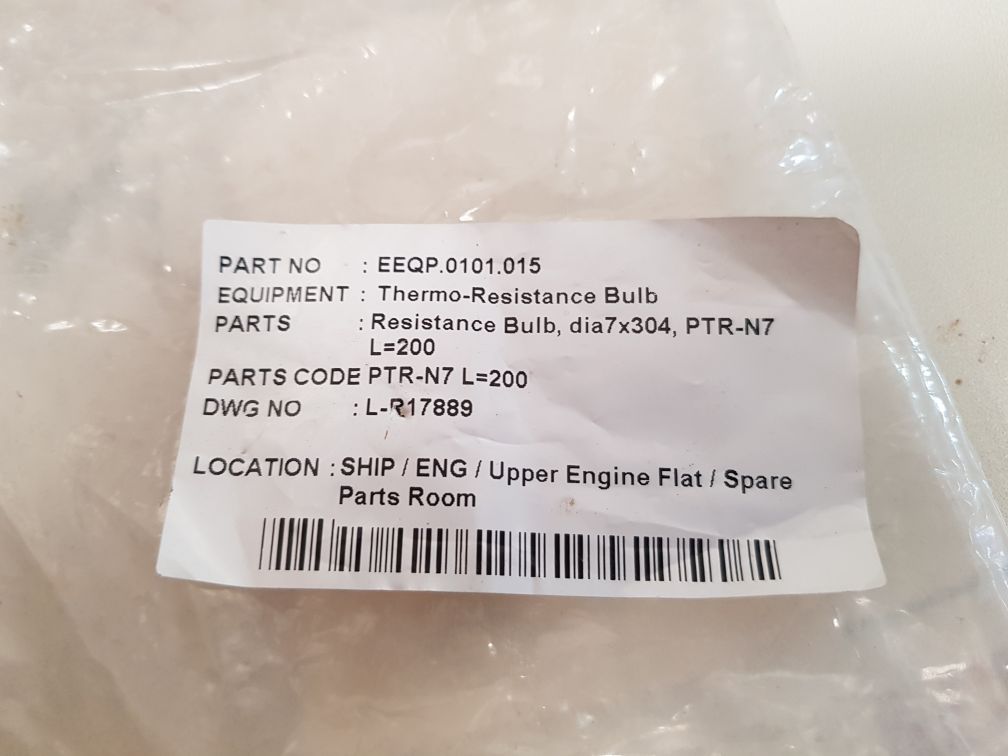 PART NO : EEQP.0101.015
EQUIPMENT : Thermo-Resistance Bulb
PARTS : Resistance Bulb, dia7x304, PTR-N7
L=200
PARTS CODE PTR-N7 L=200
DWG NO : L-R17889
LOCATION : SHIP / ENG / Upper Engine Flat / Spare
Parts Room